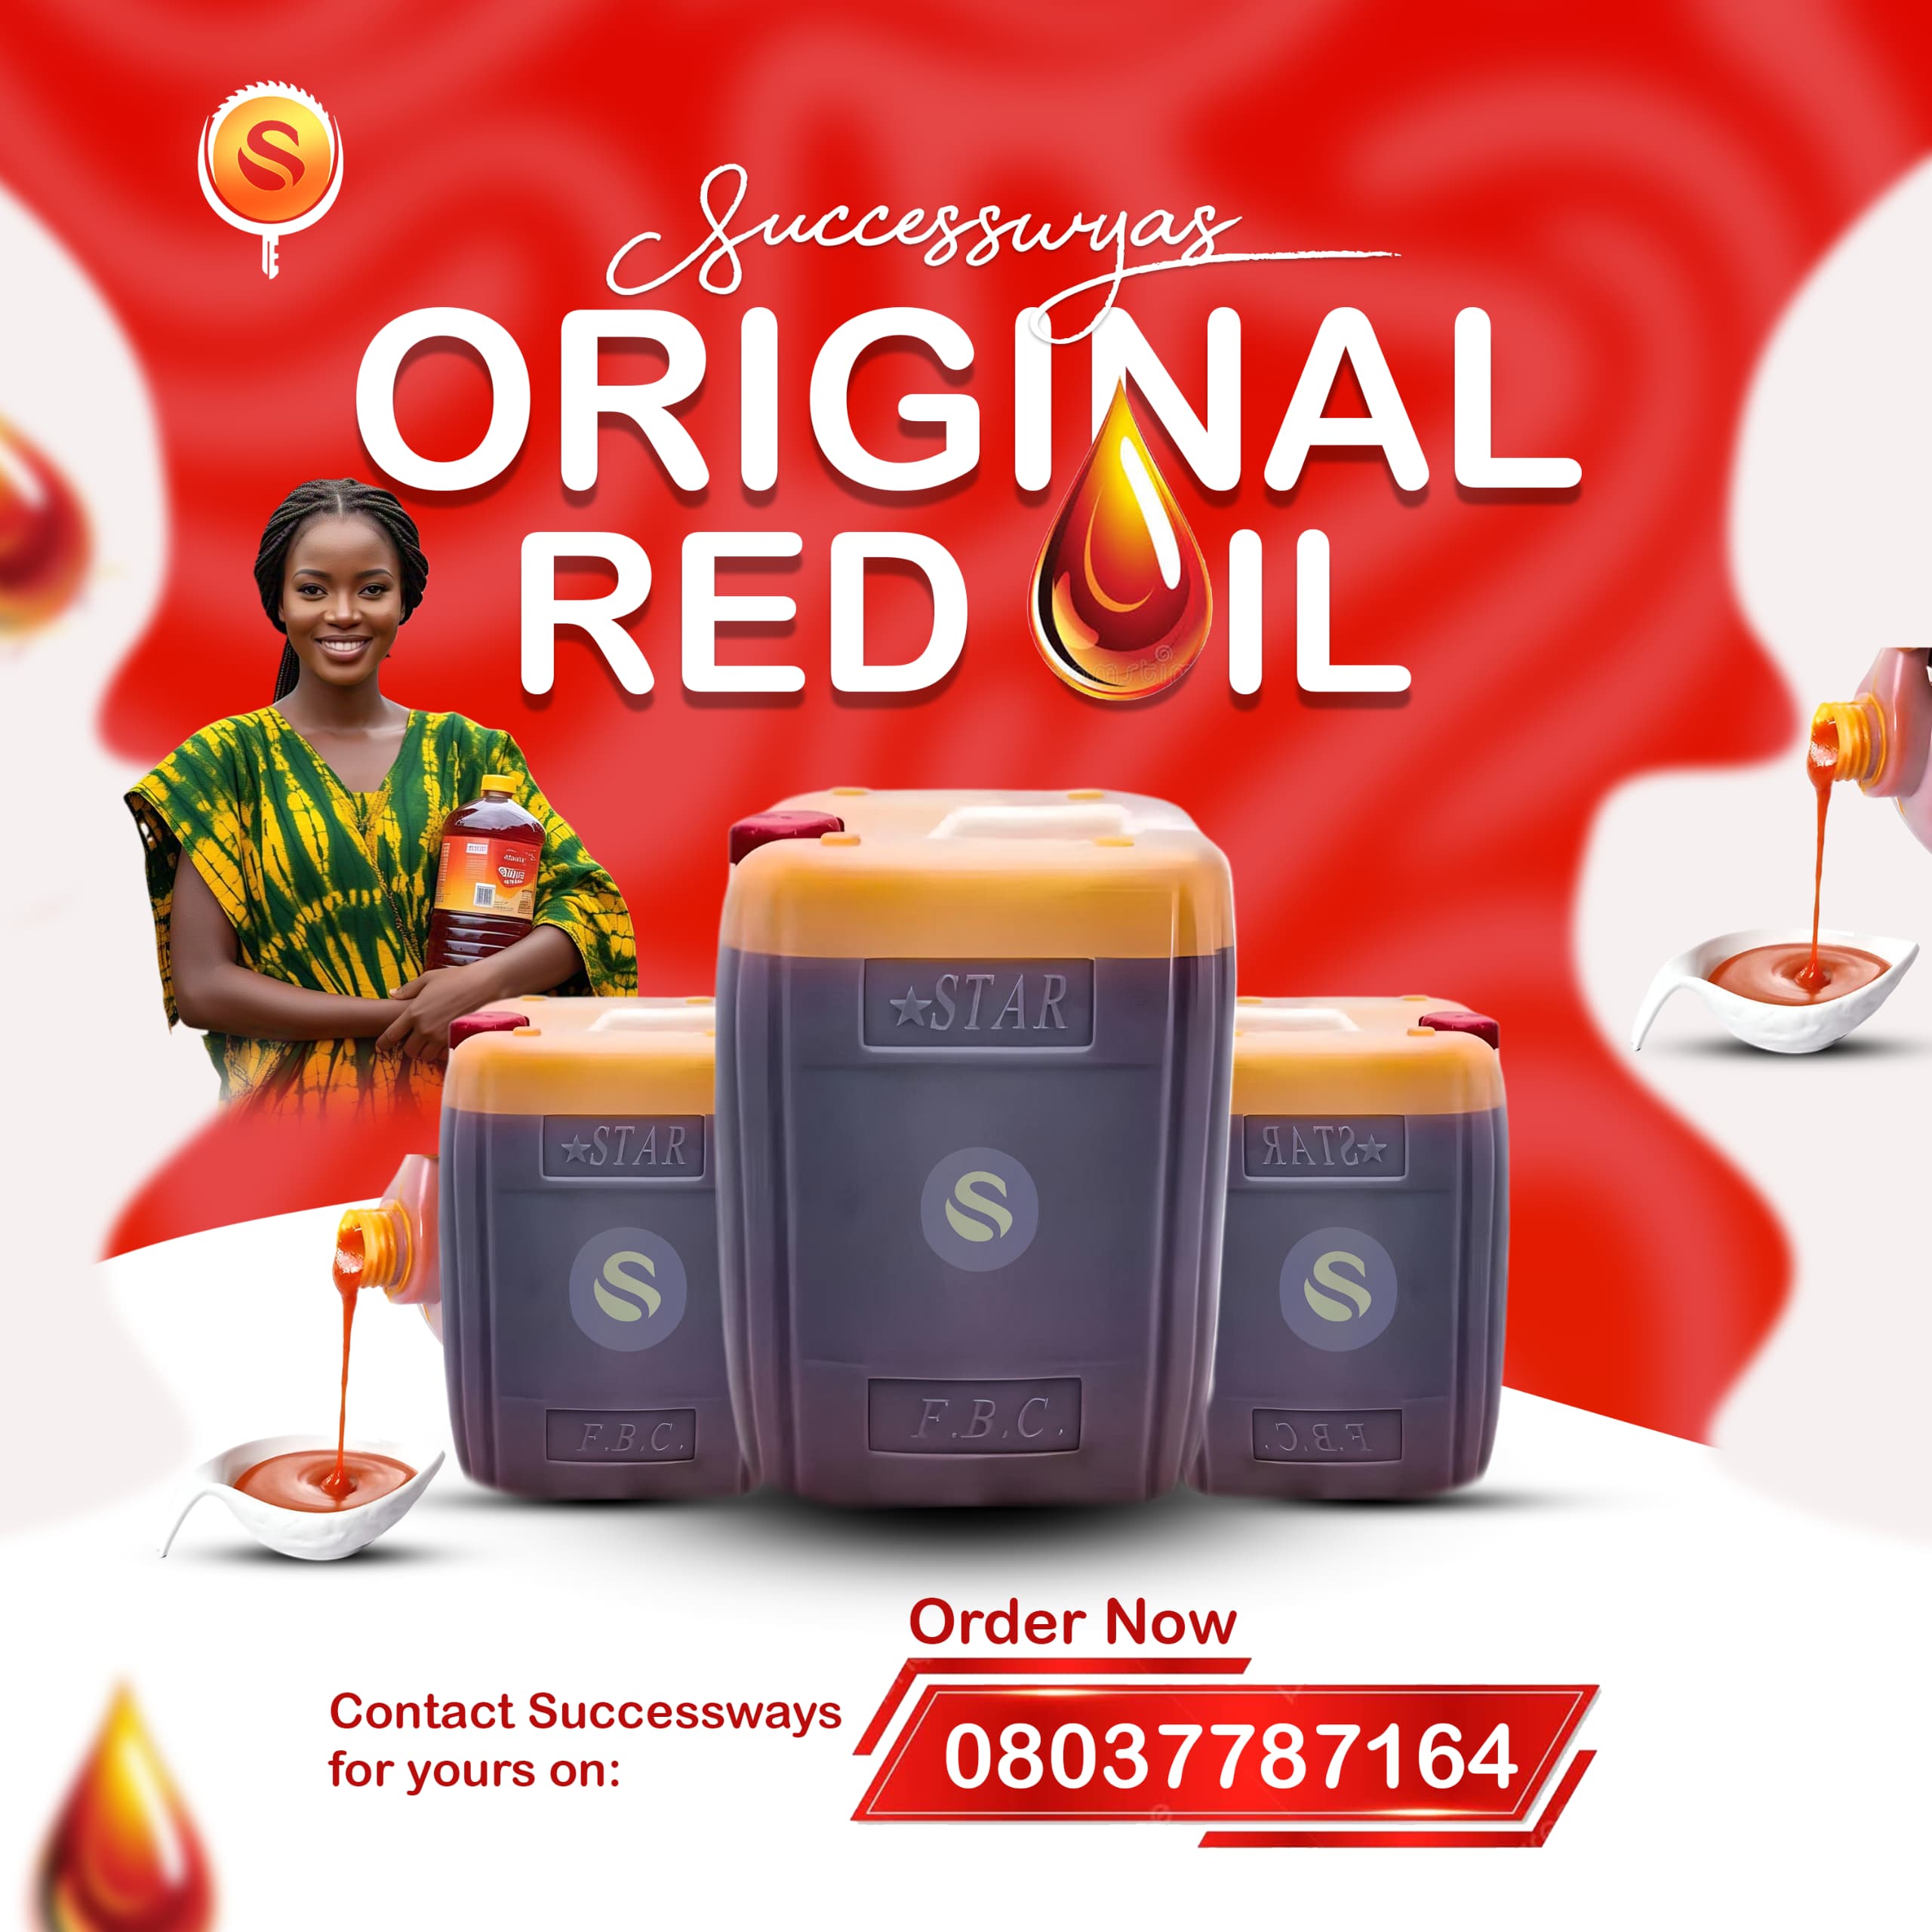 S
Successwyas
ORIGINAL
RED OIL
★STAR
S
F.B.C.
★STAR
S
F.B.C.
★STAR
S
F.B.C.
Order Now
Contact Successways
for yours on:
08037787164